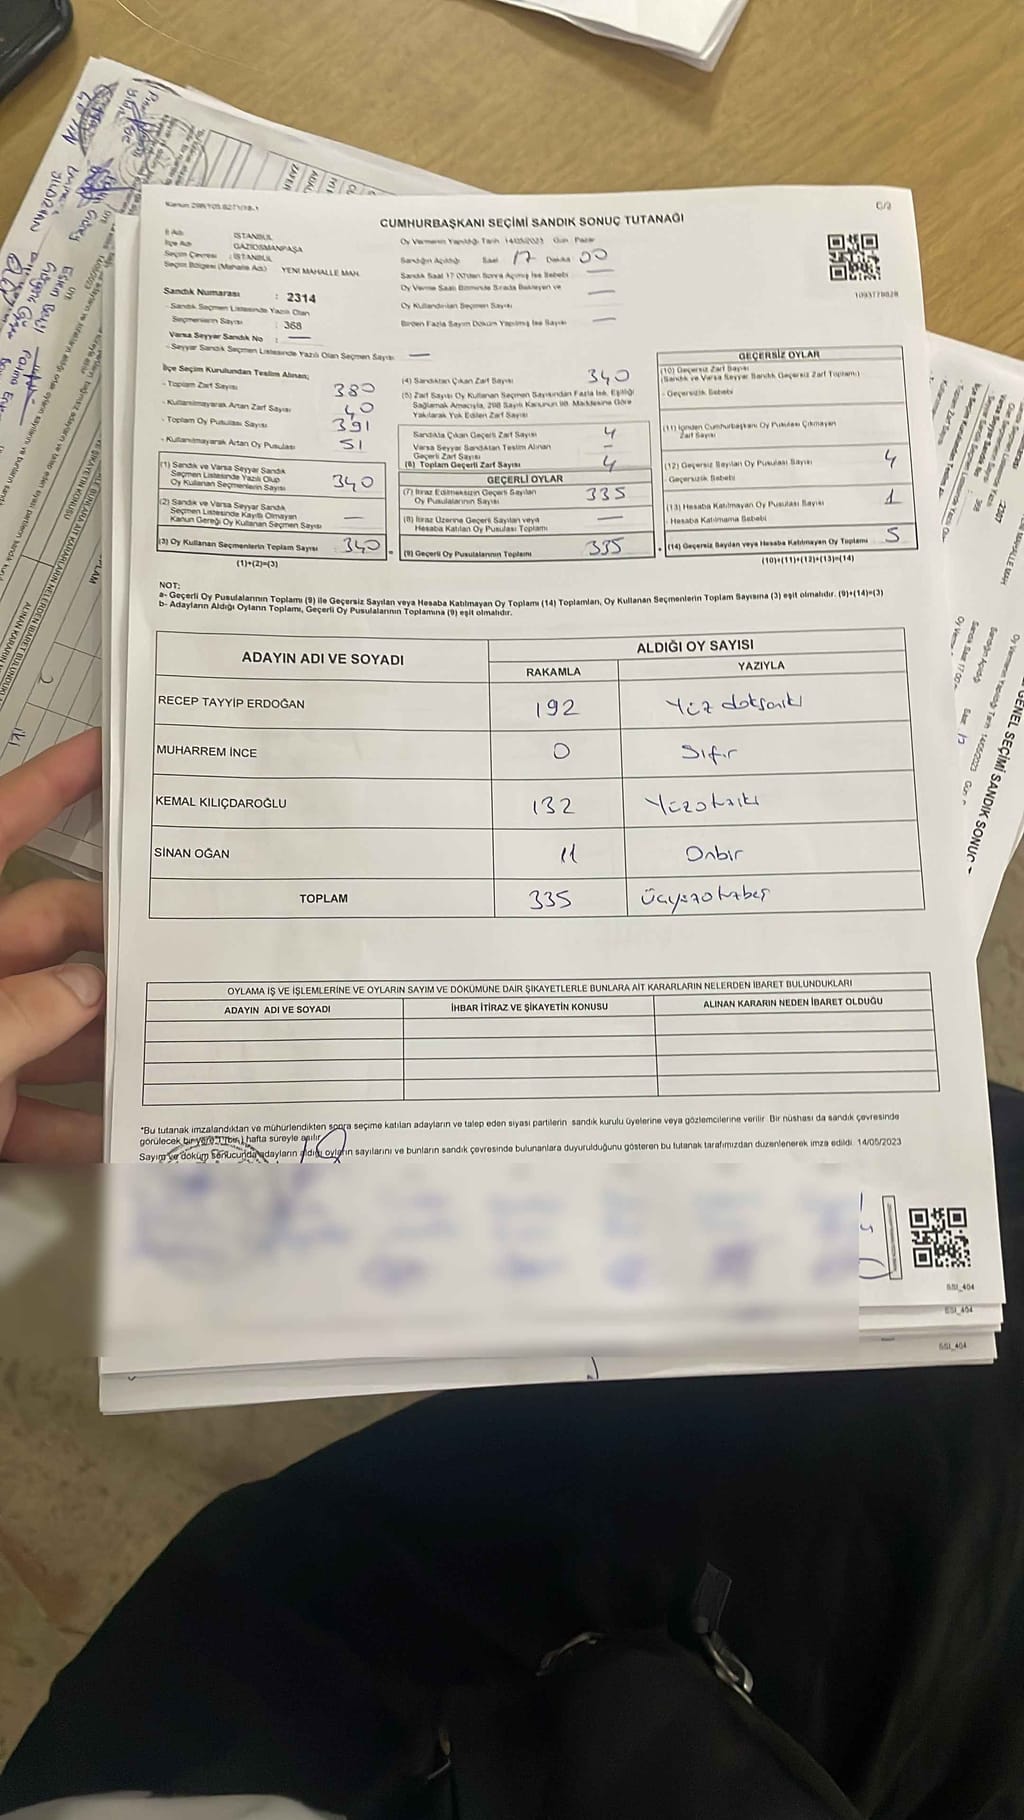 Kanun 298/105,6271/18-1
C/2
CUMHURBAŞKANI SEÇİMİ SANDIK SONUÇ TUTANAĞI
İl Adı : İSTANBUL
İlçe Adı : GAZİOSMANPAŞA
Seçim Çevresi : İSTANBUL
Seçim Bölgesi (Mahalle Adı) YENİ MAHALLE MAH.
Sandık Numarası : 2314
- Sandık Seçmen Listesinde Yazılı Olan
Seçmenlerin Sayısı : 368
Varsa Seyyar Sandık No : —
- Seyyar Sandık Seçmen Listesinde Yazılı Olan Seçmen Sayısı —
Oy Vermenin Yapıldığı Tarih 14/05/2023 Gün Pazar
Sandığın Açıldığı Saat 17 Dakika 00
Sandık Saat 17:00'den Sonra Açılmış İse Sebebi —
Oy Verme Saati Bitiminde Sırada Bekleyen ve —
Oy Kullandırılan Seçmen Sayısı
Birden Fazla Sayım Döküm Yapılmış İse Sayısı —
1093778828
İlçe Seçim Kurulundan Teslim Alınan;
- Toplam Zarf Sayısı 380
- Kullanılmayarak Artan Zarf Sayısı 40
- Toplam Oy Pusulası Sayısı 391
- Kullanılmayarak Artan Oy Pusulası 51
(1) Sandık ve Varsa Seyyar Sandık
Seçmen Listesinde Yazılı Olup
Oy Kullanan Seçmenlerin Sayısı 340
(2) Sandık ve Varsa Seyyar Sandık
Seçmen Listesinde Kayıtlı Olmayan
Kanun Gereği Oy Kullanan Seçmen Sayısı —
(3) Oy Kullanan Seçmenlerin Toplam Sayısı 340
(1)+(2)=(3)
(4) Sandıktan Çıkan Zarf Sayısı 340
(5) Zarf Sayısı Oy Kullanan Seçmen Sayısından Fazla İse, Eşitliği
Sağlamak Amacıyla, 298 Sayılı Kanunun 98. Maddesine Göre
Yakılarak Yok Edilen Zarf Sayısı
Sandıkta Çıkan Geçerli Zarf Sayısı 4
Varsa Seyyar Sandıktan Teslim Alınan
Geçerli Zarf Sayısı —
(6) Toplam Geçerli Zarf Sayısı 4
GEÇERLİ OYLAR
(7) İtiraz Edilmeksizin Geçerli Sayılan
Oy Pusulalarının Sayısı 335
(8) İtiraz Üzerine Geçerli Sayılan veya
Hesaba Katılan Oy Pusulası Toplamı —
(9) Geçerli Oy Pusulalarının Toplamı 335
GEÇERSİZ OYLAR
(10) Geçersiz Zarf Sayısı
(Sandık ve Varsa Seyyar Sandık Geçersiz Zarf Toplamı)
- Geçersizlik Sebebi
(11) İçinden Cumhurbaşkanı Oy Pusulası Çıkmayan
Zarf Sayısı
(12) Geçersiz Sayılan Oy Pusulası Sayısı 4
- Geçersizlik Sebebi
(13) Hesaba Katılmayan Oy Pusulası Sayısı 1
- Hesaba Katılmama Sebebi
(14) Geçersiz Sayılan veya Hesaba Katılmayan Oy Toplamı 5
(10)+(11)+(12)+(13)=(14)
NOT:
a- Geçerli Oy Pusulalarının Toplamı (9) ile Geçersiz Sayılan veya Hesaba Katılmayan Oy Toplamı (14) Toplamları, Oy Kullanan Seçmenlerin Toplam Sayısına (3) eşit olmalıdır. (9)+(14)=(3)
b- Adayların Aldığı Oyların Toplamı, Geçerli Oy Pusulalarının Toplamına (9) eşit olmalıdır.
ADAYIN ADI VE SOYADI
ALDIĞI OY SAYISI
RAKAMLA YAZIYLA
RECEP TAYYİP ERDOĞAN 192 Yüz doksaniki
MUHARREM İNCE 0 Sıfır
KEMAL KILIÇDAROĞLU 132 Yüzotuziki
SİNAN OĞAN 11 Onbir
TOPLAM 335 Üçyüzotuzbeş
OYLAMA İŞ VE İŞLEMLERİNE VE OYLARIN SAYIM VE DÖKÜMÜNE DAİR ŞİKAYETLERLE BUNLARA AİT KARARLARIN NELERDEN İBARET BULUNDUKLARI
ADAYIN ADI VE SOYADI İHBAR İTİRAZ VE ŞİKAYETİN KONUSU ALINAN KARARIN NEDEN İBARET OLDUĞU
*Bu tutanak imzalandıktan ve mühürlendikten sonra seçime katılan adayların ve talep eden siyasi partilerin sandık kurulu üyelerine veya gözlemcilerine verilir. Bir nüshası da sandık çevresinde
görülecek bir yere 1 (bir) hafta süreyle asılır.
Sayım ve döküm sonucunda adayların aldığı oyların sayılarını ve bunların sandık çevresinde bulunanlara duyurulduğunu gösteren bu tutanak tarafımızdan düzenlenerek imza edildi. 14/05/2023
SSI_404
SSI_404
SSI_404
GENEL SEÇİMİ SANDIK SONUÇ